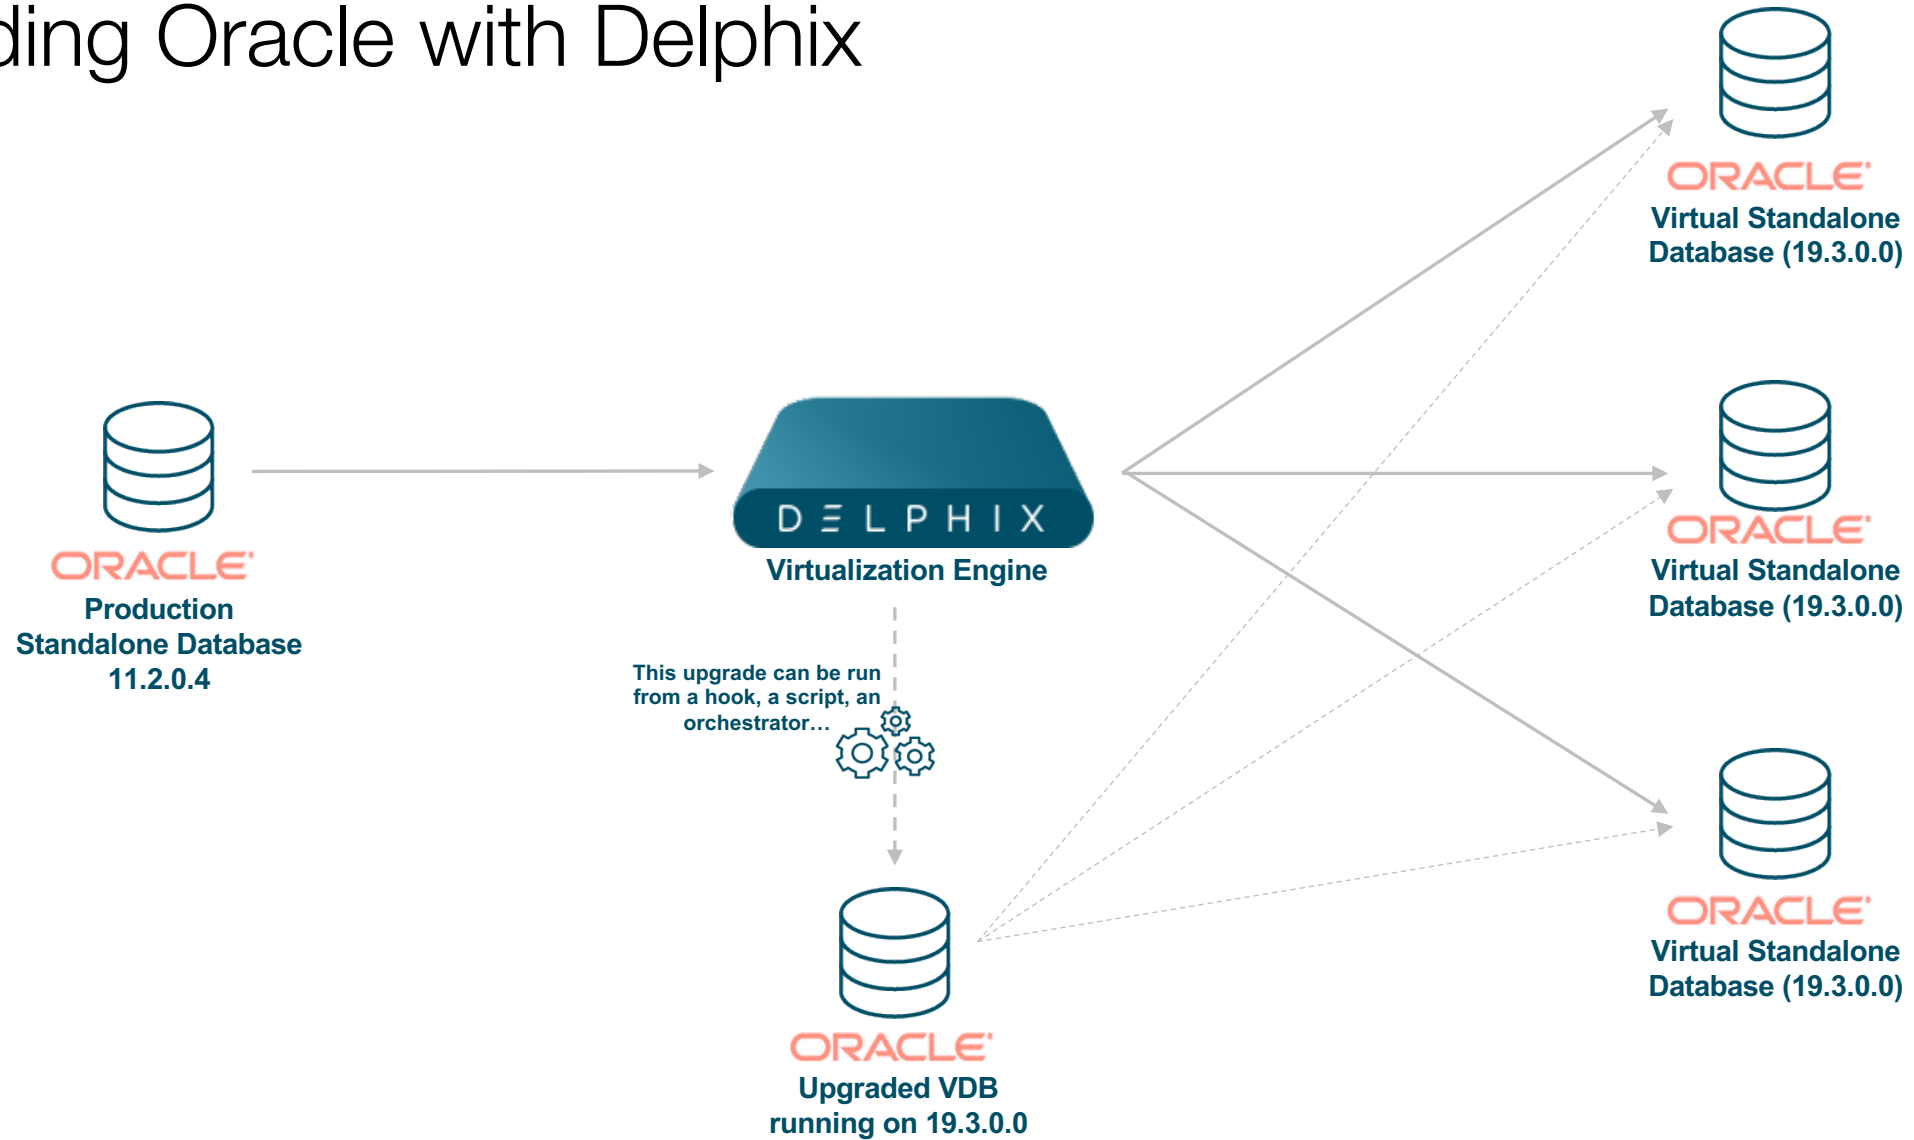 ding Oracle with Delphix
ORACLE
Virtual Standalone
Database (19.3.0.0)
ORACLE
Production
Standalone Database
11.2.0.4
DELPHIX
Virtualization Engine
This upgrade can be run
from a hook, a script, an
orchestrator…
ORACLE
Virtual Standalone
Database (19.3.0.0)
ORACLE
Virtual Standalone
Database (19.3.0.0)
ORACLE
Upgraded VDB
running on 19.3.0.0